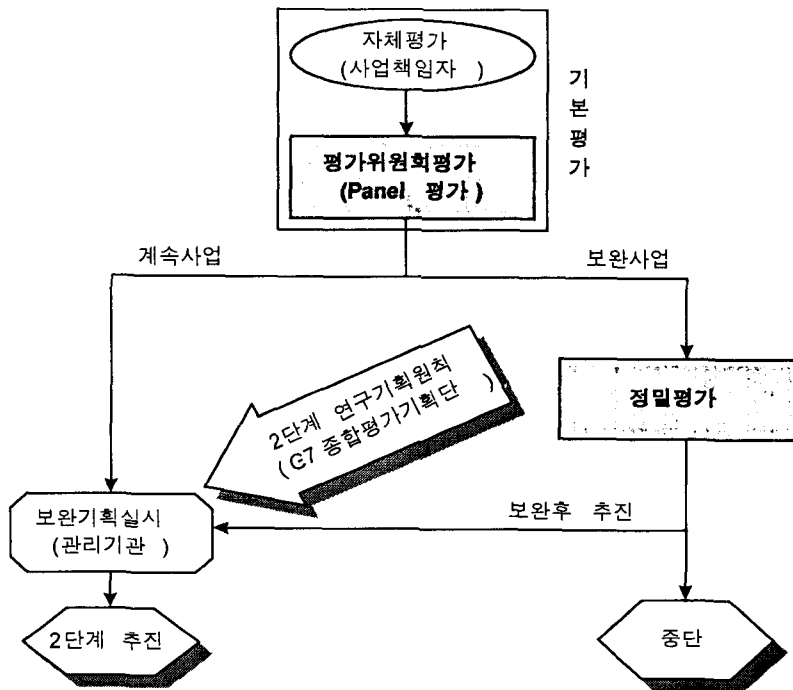 자체평가
(사업책임자 )
기
본
평
가
평가위원회평가
(Panel 평가 )
계속사업
보완사업
2단계 연구기획원칙
( G7 종합평가기획단 )
정밀평가
보완기획실시
(관리기관 )
보완후 추진
2단계 추진
중단